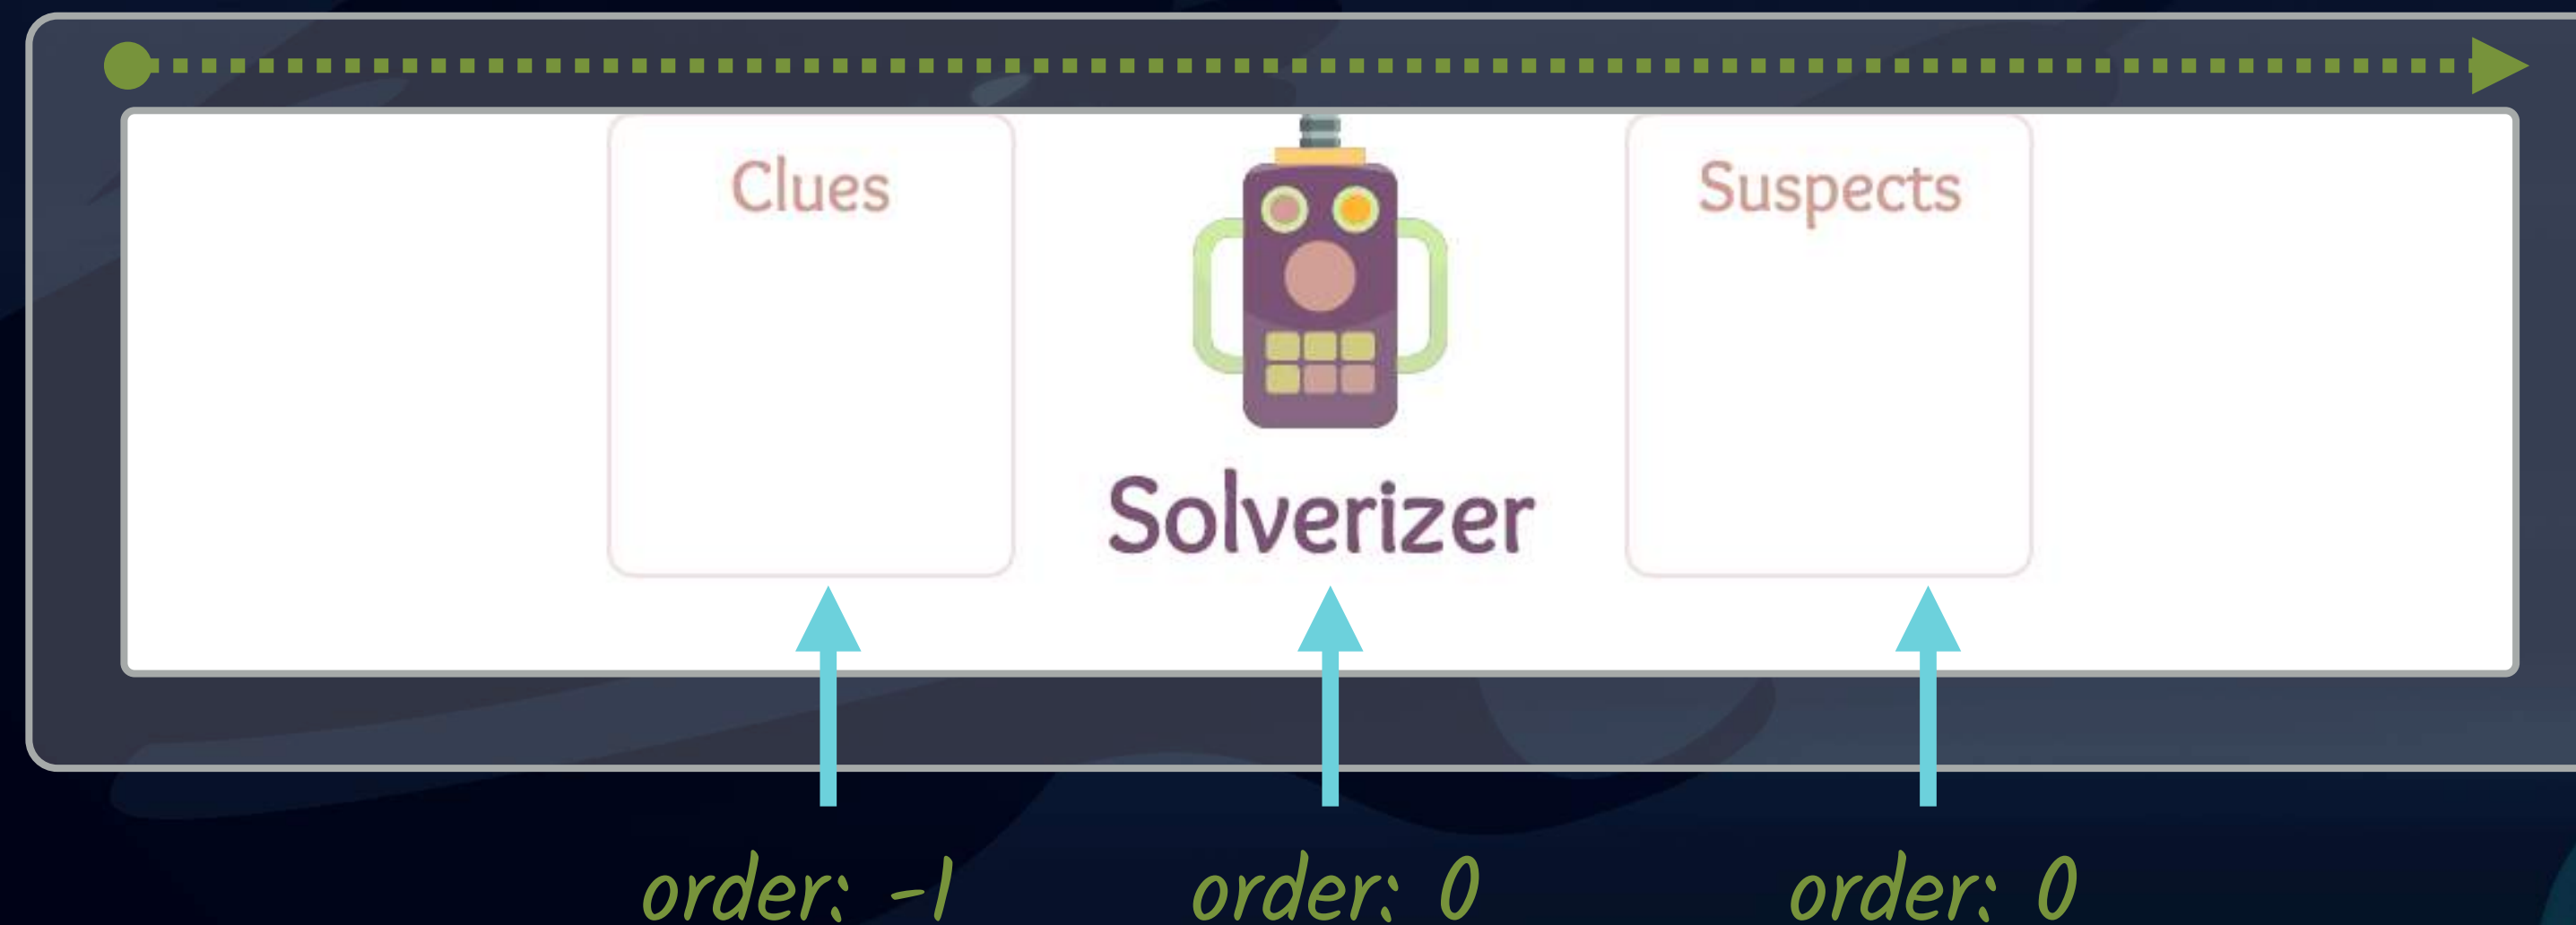 Clues
Suspects
Solverizer
order: -1
order: 0
order: 0